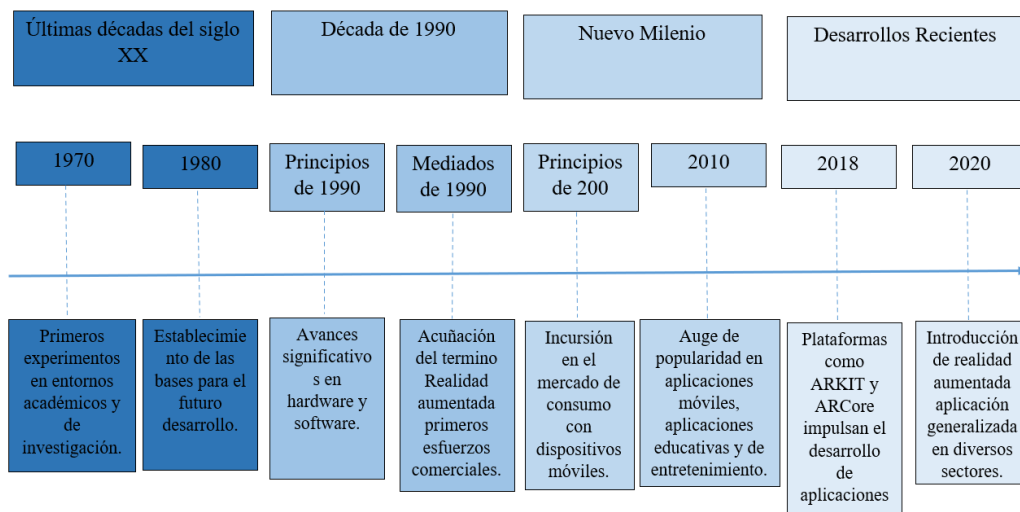 Últimas décadas del siglo
XX
Década de 1990
Nuevo Milenio
Desarrollos Recientes
1970
1980
Principios
de 1990
Mediados
de 1990
Principios
de 200
2010
2018
2020
Primeros
experimentos
en entornos
académicos y
de
investigación.
Establecimie
nto de las
bases para el
futuro
desarrollo.
Avances
significativo
s en
hardware y
software.
Acuñación
del termino
Realidad
aumentada
primeros
esfuerzos
comerciales.
Incursión
en el
mercado de
consumo
con
dispositivos
móviles.
Auge de
popularidad en
aplicaciones
móviles,
aplicaciones
educativas y de
entretenimiento.
Plataformas
como
ARKIT y
ARCore
impulsan el
desarrollo
de
aplicaciones
Introducción
de realidad
aumentada
aplicación
generalizada
en diversos
sectores.